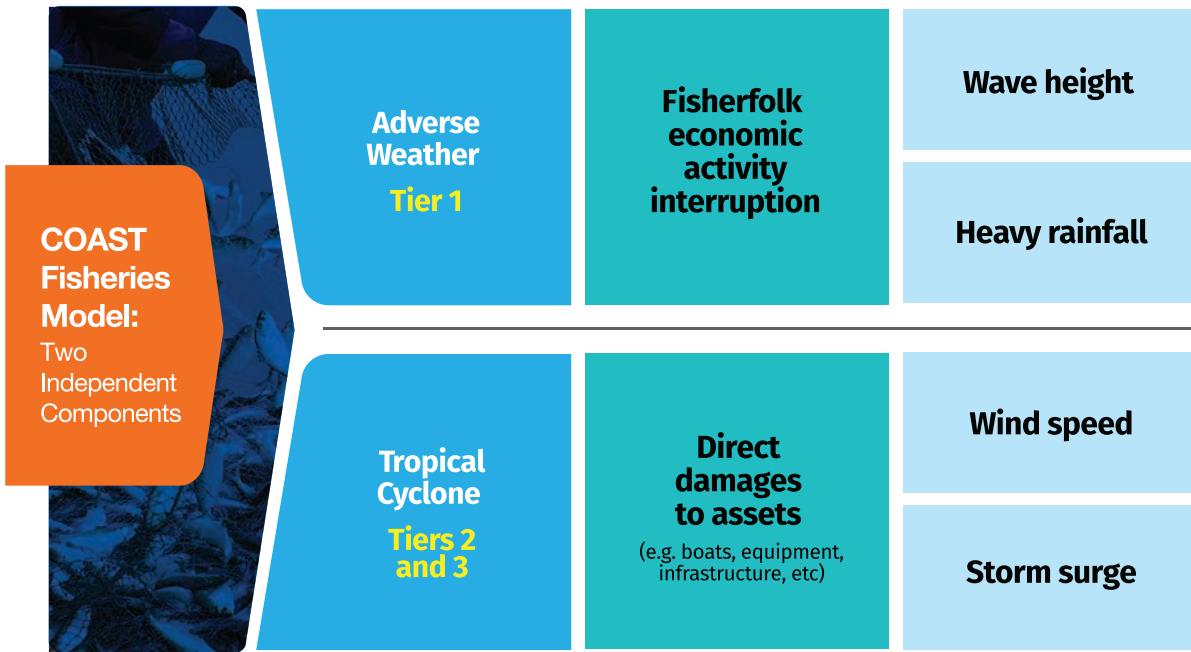 COAST
Fisheries
Model:
Two
Independent
Components
Adverse
Weather
Tier 1
Fisherfolk
economic
activity
interruption
Wave height
Heavy rainfall
Tropical
Cyclone
Tiers 2
and 3
Direct
damages
to assets
(e.g. boats, equipment,
infrastructure, etc)
Wind speed
Storm surge